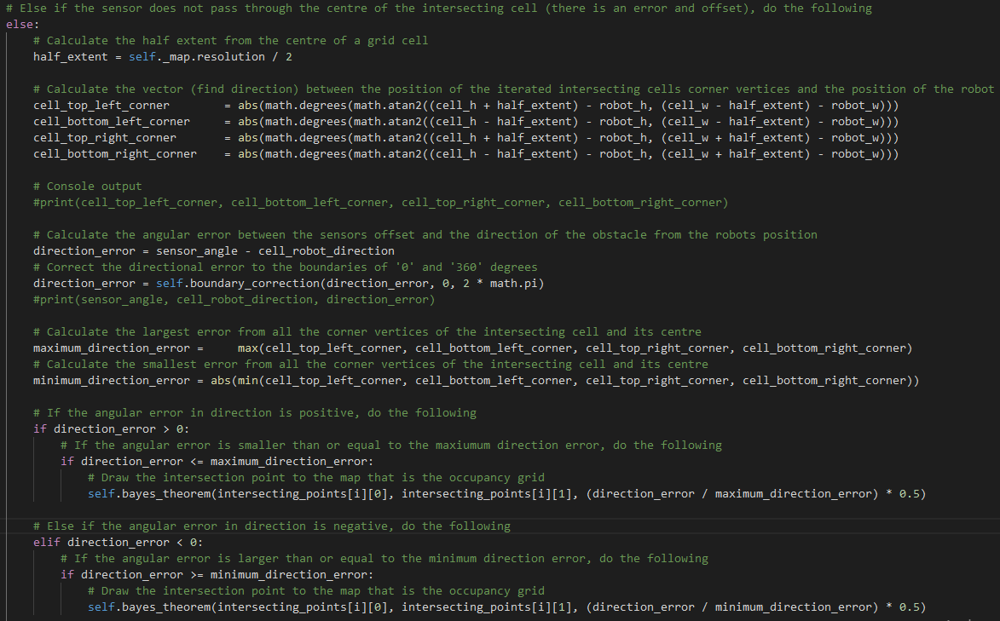 # Else if the sensor does not pass through the centre of the intersecting cell (there is an error and offset), do the following
else:
    # Calculate the half extent from the centre of a grid cell
    half_extent = self._map.resolution / 2

    # Calculate the vector (find direction) between the position of the iterated intersecting cells corner vertices and the position of the robot
    cell_top_left_corner        = abs(math.degrees(math.atan2((cell_h + half_extent) - robot_h, (cell_w - half_extent) - robot_w)))
    cell_bottom_left_corner     = abs(math.degrees(math.atan2((cell_h - half_extent) - robot_h, (cell_w - half_extent) - robot_w)))
    cell_top_right_corner       = abs(math.degrees(math.atan2((cell_h + half_extent) - robot_h, (cell_w + half_extent) - robot_w)))
    cell_bottom_right_corner    = abs(math.degrees(math.atan2((cell_h - half_extent) - robot_h, (cell_w + half_extent) - robot_w)))

    # Console output
    #print(cell_top_left_corner, cell_bottom_left_corner, cell_top_right_corner, cell_bottom_right_corner)

    # Calculate the angular error between the sensors offset and the direction of the obstacle from the robots position
    direction_error = sensor_angle - cell_robot_direction
    # Correct the directional error to the boundaries of '0' and '360' degrees
    direction_error = self.boundary_correction(direction_error, 0, 2 * math.pi)
    #print(sensor_angle, cell_robot_direction, direction_error)

    # Calculate the largest error from all the corner vertices of the intersecting cell and its centre
    maximum_direction_error =     max(cell_top_left_corner, cell_bottom_left_corner, cell_top_right_corner, cell_bottom_right_corner)
    # Calculate the smallest error from all the corner vertices of the intersecting cell and its centre
    minimum_direction_error = abs(min(cell_top_left_corner, cell_bottom_left_corner, cell_top_right_corner, cell_bottom_right_corner))

    # If the angular error in direction is positive, do the following
    if direction_error > 0:
        # If the angular error is smaller than or equal to the maxiumum direction error, do the following
        if direction_error <= maximum_direction_error:
            # Draw the intersection point to the map that is the occupancy grid
            self.bayes_theorem(intersecting_points[i][0], intersecting_points[i][1], (direction_error / maximum_direction_error) * 0.5)

    # Else if the angular error in direction is negative, do the following
    elif direction_error < 0:
        # If the angular error is larger than or equal to the minimum direction error, do the following
        if direction_error >= minimum_direction_error:
            # Draw the intersection point to the map that is the occupancy grid
            self.bayes_theorem(intersecting_points[i][0], intersecting_points[i][1], (direction_error / minimum_direction_error) * 0.5)